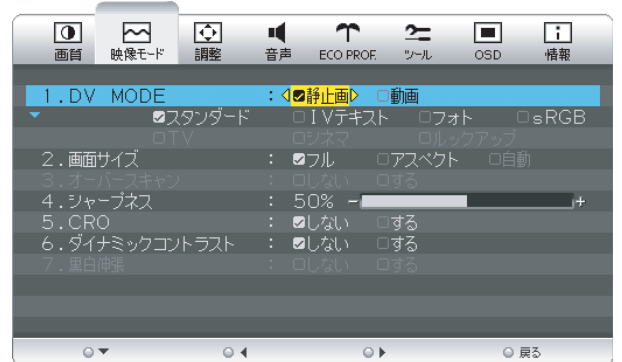 画質 映像モード 調整 音声 ECO PROF. ツール OSD 情報
1.DV MODE : 静止画 動画
スタンダード IVテキスト フォト sRGB
TV シネマ ルックアップ
2.画面サイズ : フル アスペクト 自動
3.オーバースキャン : しない する
4.シャープネス : 50% - +
5.CRO : しない する
6.ダイナミックコントラスト : しない する
7.黒白伸張 : しない する
戻る